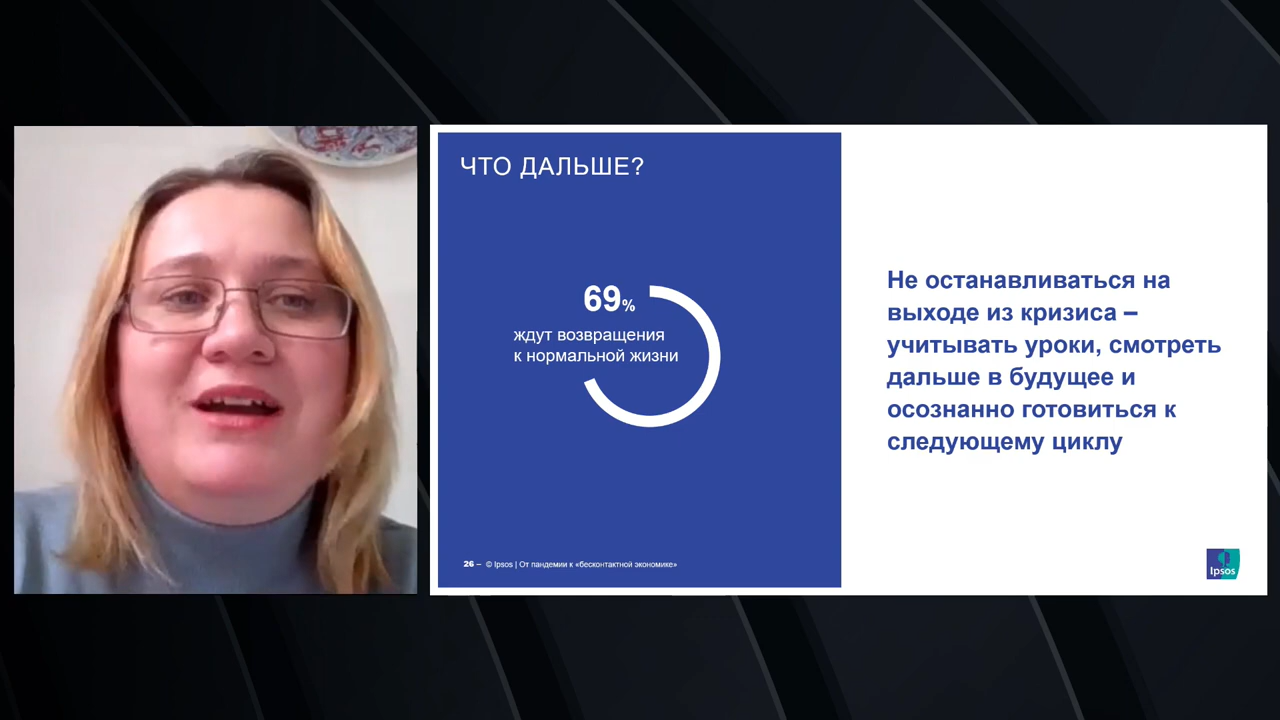 ЧТО ДАЛЬШЕ?
69%
ждут возвращения
к нормальной жизни
26 – © Ipsos | От пандемии к «бесконтактной экономике»
Не останавливаться на
выходе из кризиса –
учитывать уроки, смотреть
дальше в будущее и
осознанно готовиться к
следующему циклу
Ipsos